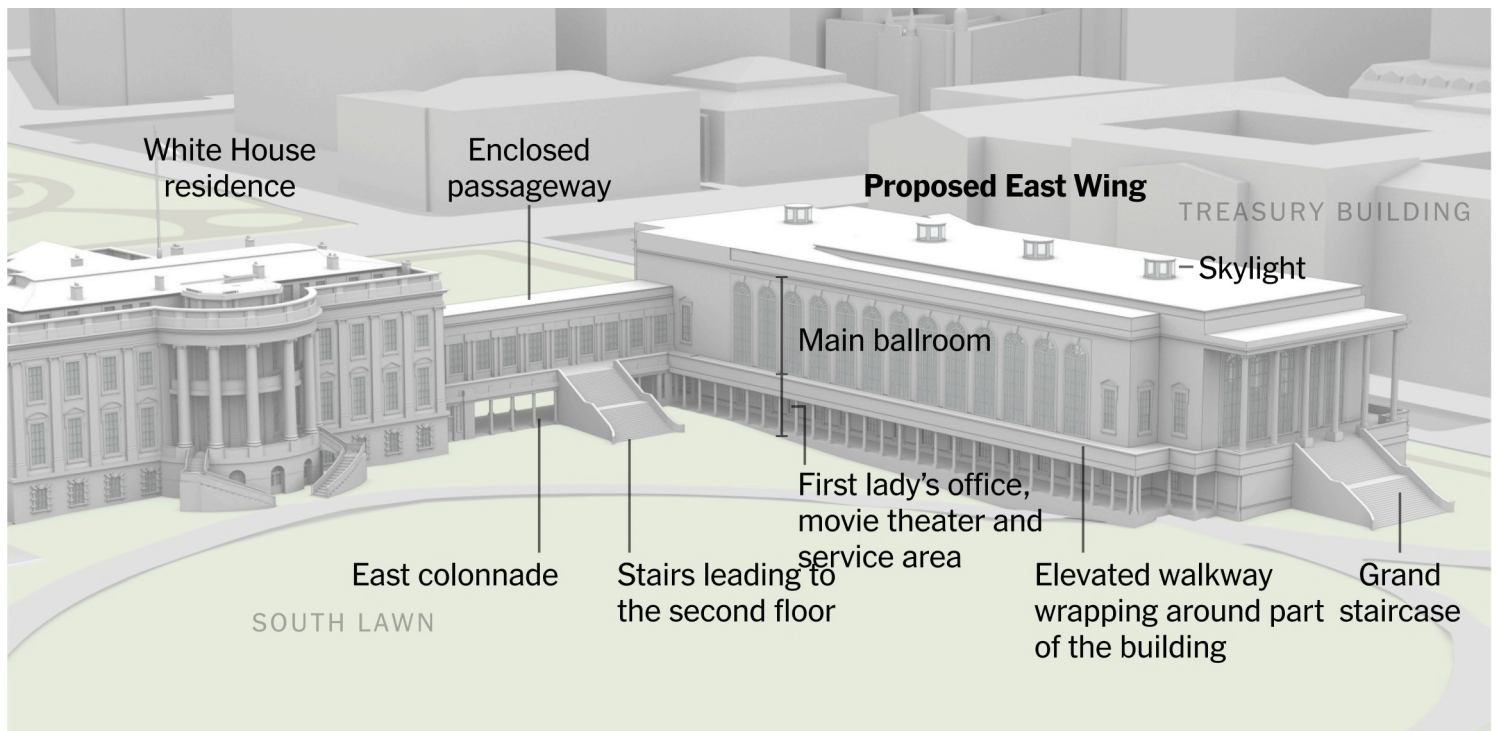 White House
residence
Enclosed
passageway
Proposed East Wing
TREASURY BUILDING
Skylight
Main ballroom
First lady’s office,
movie theater and
service area
East colonnade
Stairs leading to
the second floor
Elevated walkway
wrapping around part
of the building
Grand
staircase
SOUTH LAWN